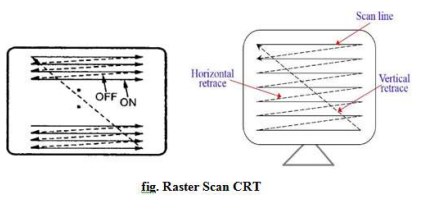 OFF
ON
Scan line
Horizontal
retrace
Vertical
retrace
fig. Raster Scan CRT